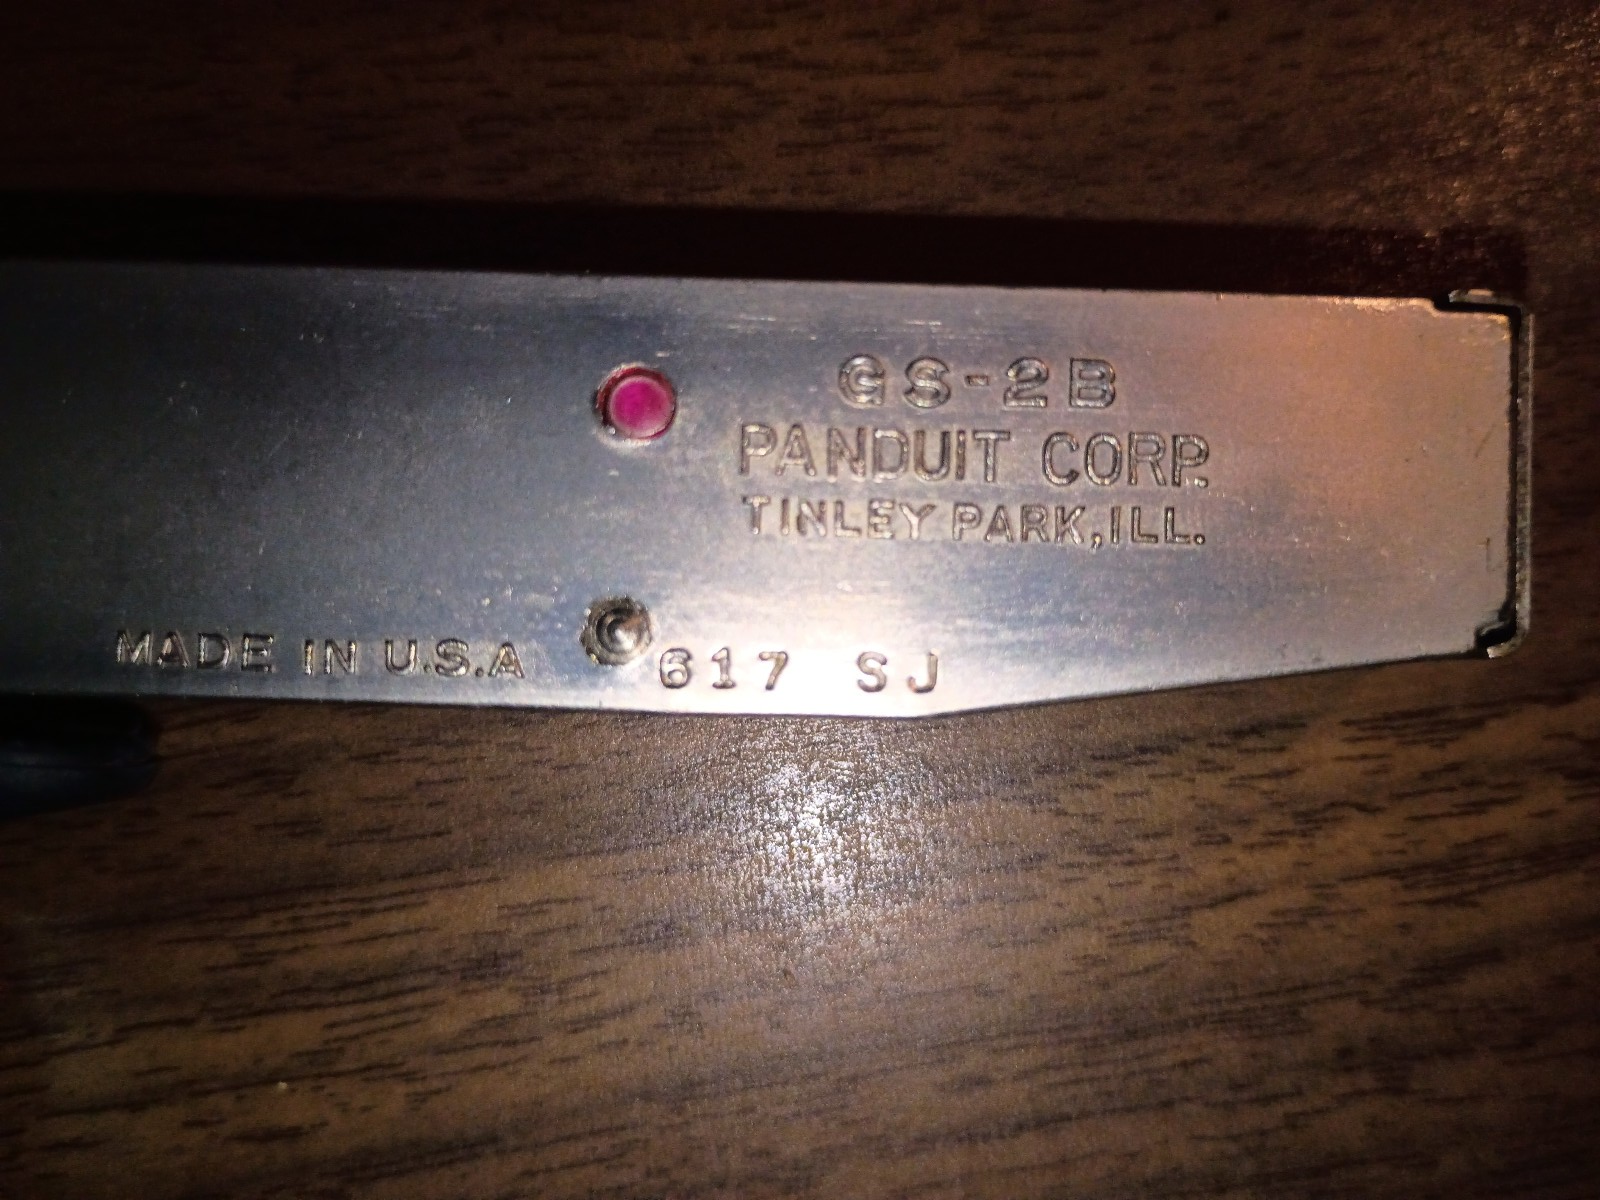 GS-2B
PANDUIT CORP.
TINLEY PARK, ILL.
MADE IN U.S.A 617 SJ